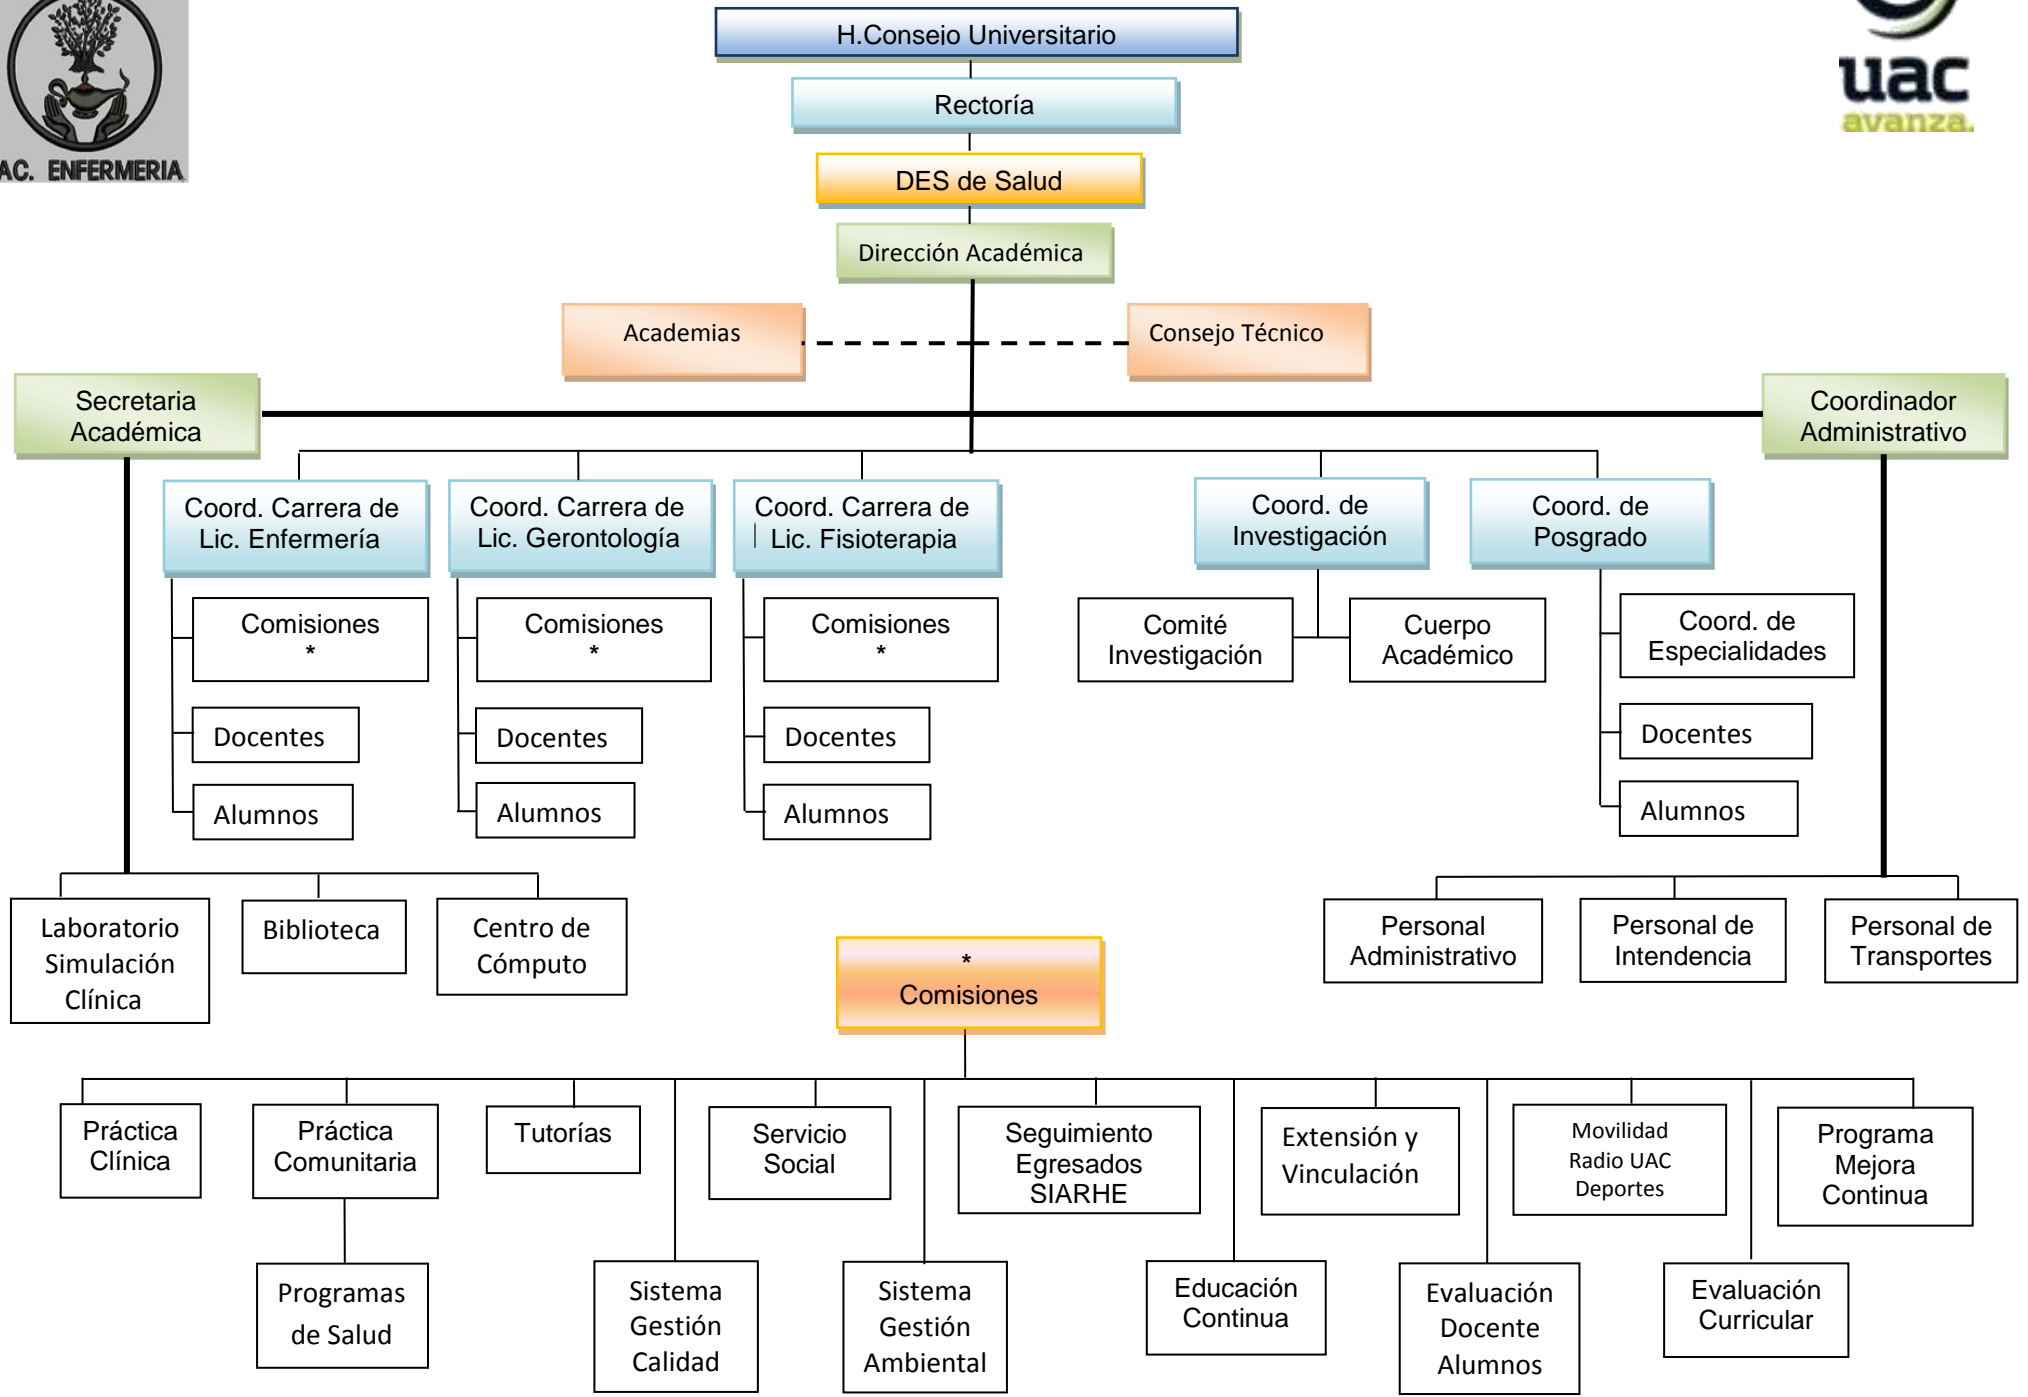 H.Consejo Universitario
uac
avanza.
Rectoría
AC. ENFERMERIA
DES de Salud
Dirección Académica
Academias
Consejo Técnico
Secretaria
Académica
Coordinador
Administrativo
Coord. Carrera de
Lic. Enfermería
Coord. Carrera de
Lic. Gerontología
Coord. Carrera de
Lic. Fisioterapia
Coord. de
Investigación
Coord. de
Posgrado
Comisiones
*
Comisiones
*
Comisiones
*
Comité
Investigación
Cuerpo
Académico
Coord. de
Especialidades
Docentes
Docentes
Docentes
Docentes
Alumnos
Alumnos
Alumnos
Alumnos
Laboratorio
Simulación
Clínica
Biblioteca
Centro de
Cómputo
Personal
Administrativo
Personal de
Intendencia
Personal de
Transportes
*
Comisiones
Práctica
Clínica
Práctica
Comunitaria
Tutorías
Servicio
Social
Seguimiento
Egresados
SIARHE
Extensión y
Vinculación
Movilidad
Radio UAC
Deportes
Programa
Mejora
Continua
Programas
de Salud
Sistema
Gestión
Calidad
Sistema
Gestión
Ambiental
Educación
Continua
Evaluación
Docente
Alumnos
Evaluación
Curricular